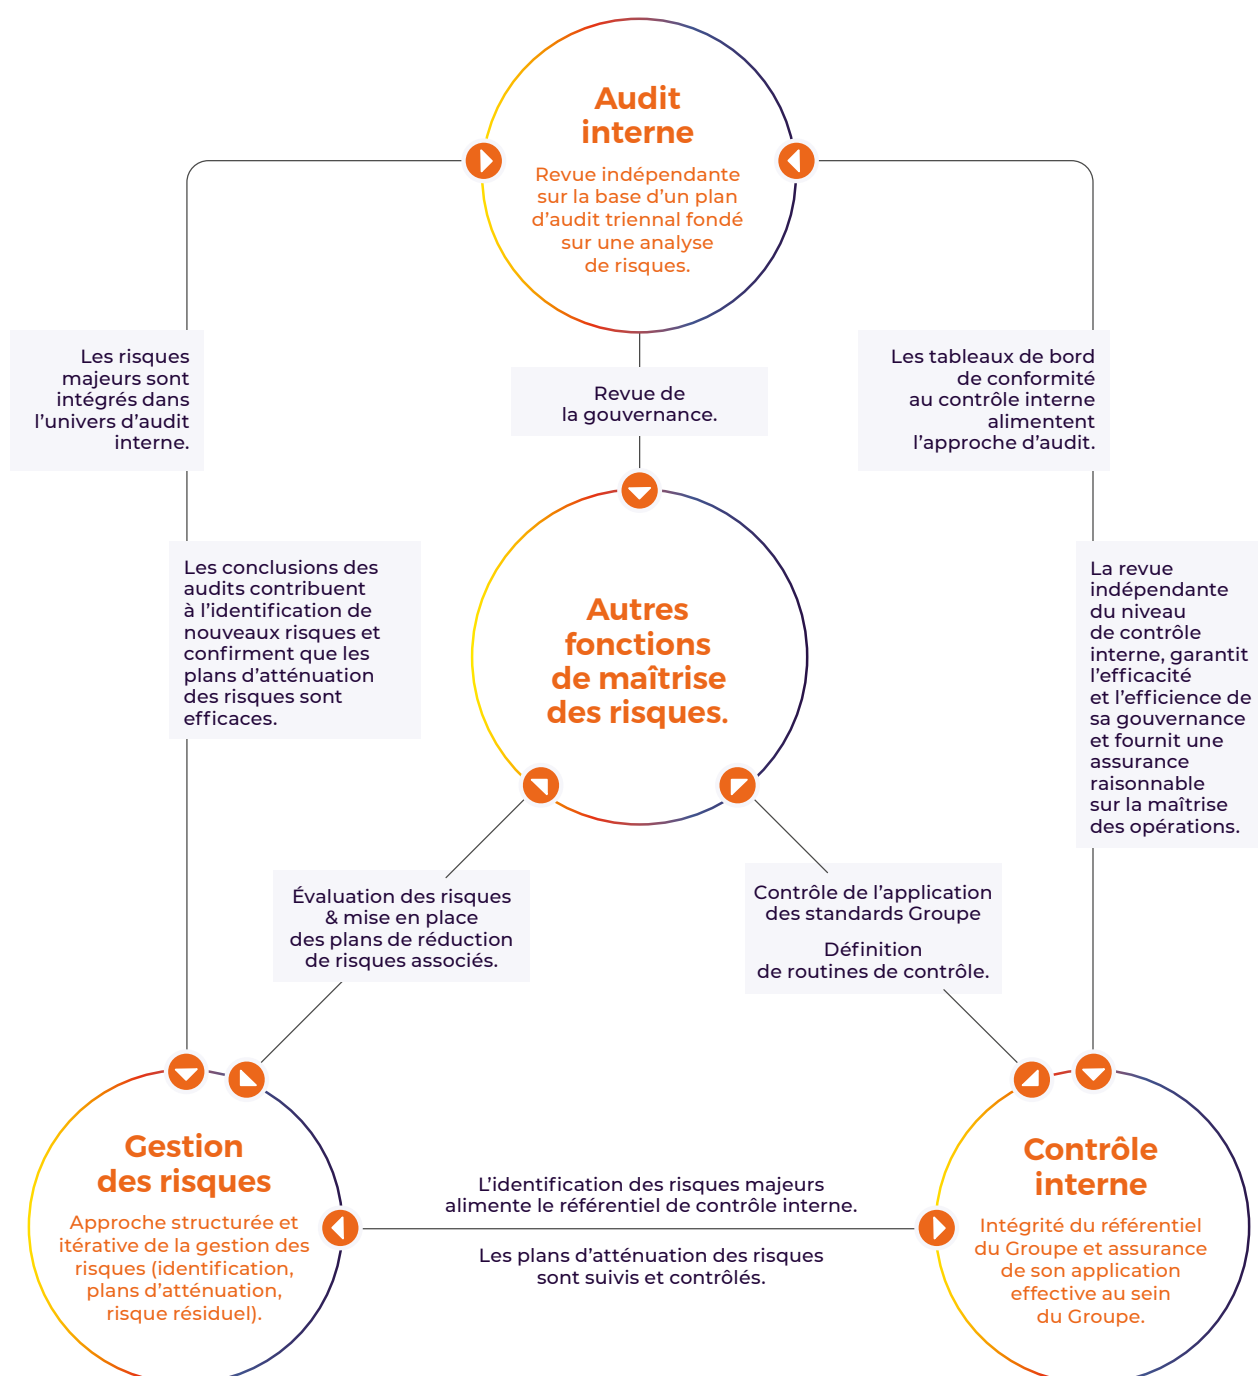 Audit
interne
Revue indépendante
sur la base d’un plan
d’audit triennal fondé
sur une analyse
de risques.
Les risques
majeurs sont
intégrés dans
l’univers d’audit
interne.
Revue de
la gouvernance.
Les tableaux de bord
de conformité
au contrôle interne
alimentent
l’approche d’audit.
Les conclusions des
audits contribuent
à l’identification de
nouveaux risques et
confirment que les
plans d’atténuation
des risques sont
efficaces.
Autres
fonctions
de maîtrise
des risques.
La revue
indépendante
du niveau
de contrôle
interne, garantit
l’efficacité
et l’efficience de
sa gouvernance
et fournit une
assurance
raisonnable
sur la maîtrise
des opérations.
Évaluation des risques
& mise en place
des plans de réduction
de risques associés.
Contrôle de l’application
des standards Groupe
Définition
de routines de contrôle.
Gestion
des risques
Approche structurée et
itérative de la gestion des
risques (identification,
plans d’atténuation,
risque résiduel).
L’identification des risques majeurs
alimente le référentiel de contrôle interne.
Les plans d’atténuation des risques
sont suivis et contrôlés.
Contrôle
interne
Intégrité du référentiel
du Groupe et assurance
de son application
effective au sein
du Groupe.